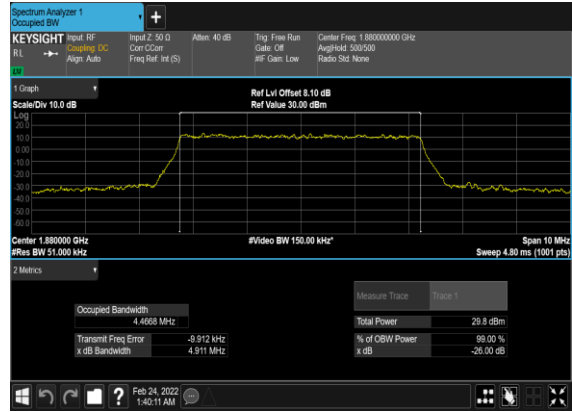 Spectrum Analyzer 1
Occupied BW
KEYSIGHT
RL
LW
Input: RF
Coupling: DC
Align: Auto
Input Z: 50 Ω
Corr CCorr
Freq Ref: Int (S)
Atten: 40 dB
Trig: Free Run
Gate: Off
#IF Gain: Low
Center Freq: 1.880000000 GHz
Avg|Hold: 500/500
Radio Std: None
1 Graph
Scale/Div 10.0 dB
Ref Lvl Offset 8.10 dB
Ref Value 30.00 dBm
Log
20.0
10.0
0.00
-10.0
-20.0
-30.0
-40.0
-50.0
-60.0
Center 1.880000 GHz
#Video BW 150.00 kHz*
Span 10 MHz
#Res BW 51.000 kHz
Sweep 4.80 ms (1001 pts)
2 Metrics
Measure Trace
Trace 1
Occupied Bandwidth
4.4668 MHz
Total Power
29.8 dBm
Transmit Freq Error
-9.912 kHz
% of OBW Power
99.00 %
x dB Bandwidth
4.911 MHz
x dB
-26.00 dB
?
Feb 24, 2022
1:40:11 AM